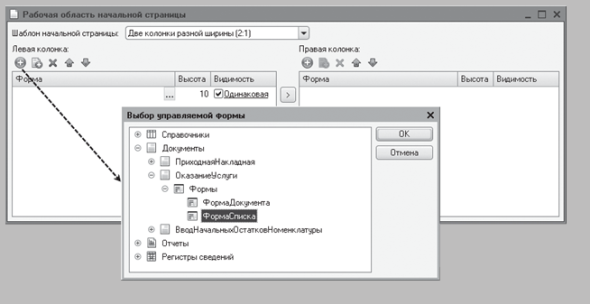 Рабочая область начальной страницы
Шаблон начальной страницы: Две колонки разной ширины (2:1)
Левая колонка: Правая колонка:
Форма Высота Видимость Форма Высота Видимость
... 10 Одинаковая >
Выбор управляемой формы
Справочники ОК
Документы Отмена
ПриходнаяНакладная
ОказаниеУслуги
Формы
ФормаДокумента
ФормаСписка
ВводНачальныхОстатковНоменклатуры
Отчеты
Регистры сведений